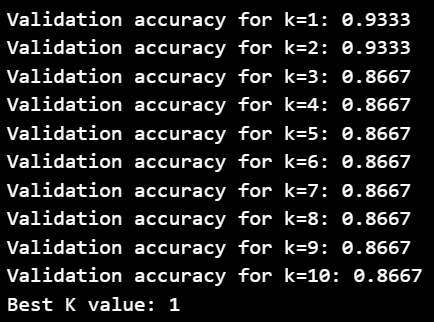 Validation accuracy for k=1: 0.9333
Validation accuracy for k=2: 0.9333
Validation accuracy for k=3: 0.8667
Validation accuracy for k=4: 0.8667
Validation accuracy for k=5: 0.8667
Validation accuracy for k=6: 0.8667
Validation accuracy for k=7: 0.8667
Validation accuracy for k=8: 0.8667
Validation accuracy for k=9: 0.8667
Validation accuracy for k=10: 0.8667
Best K value: 1